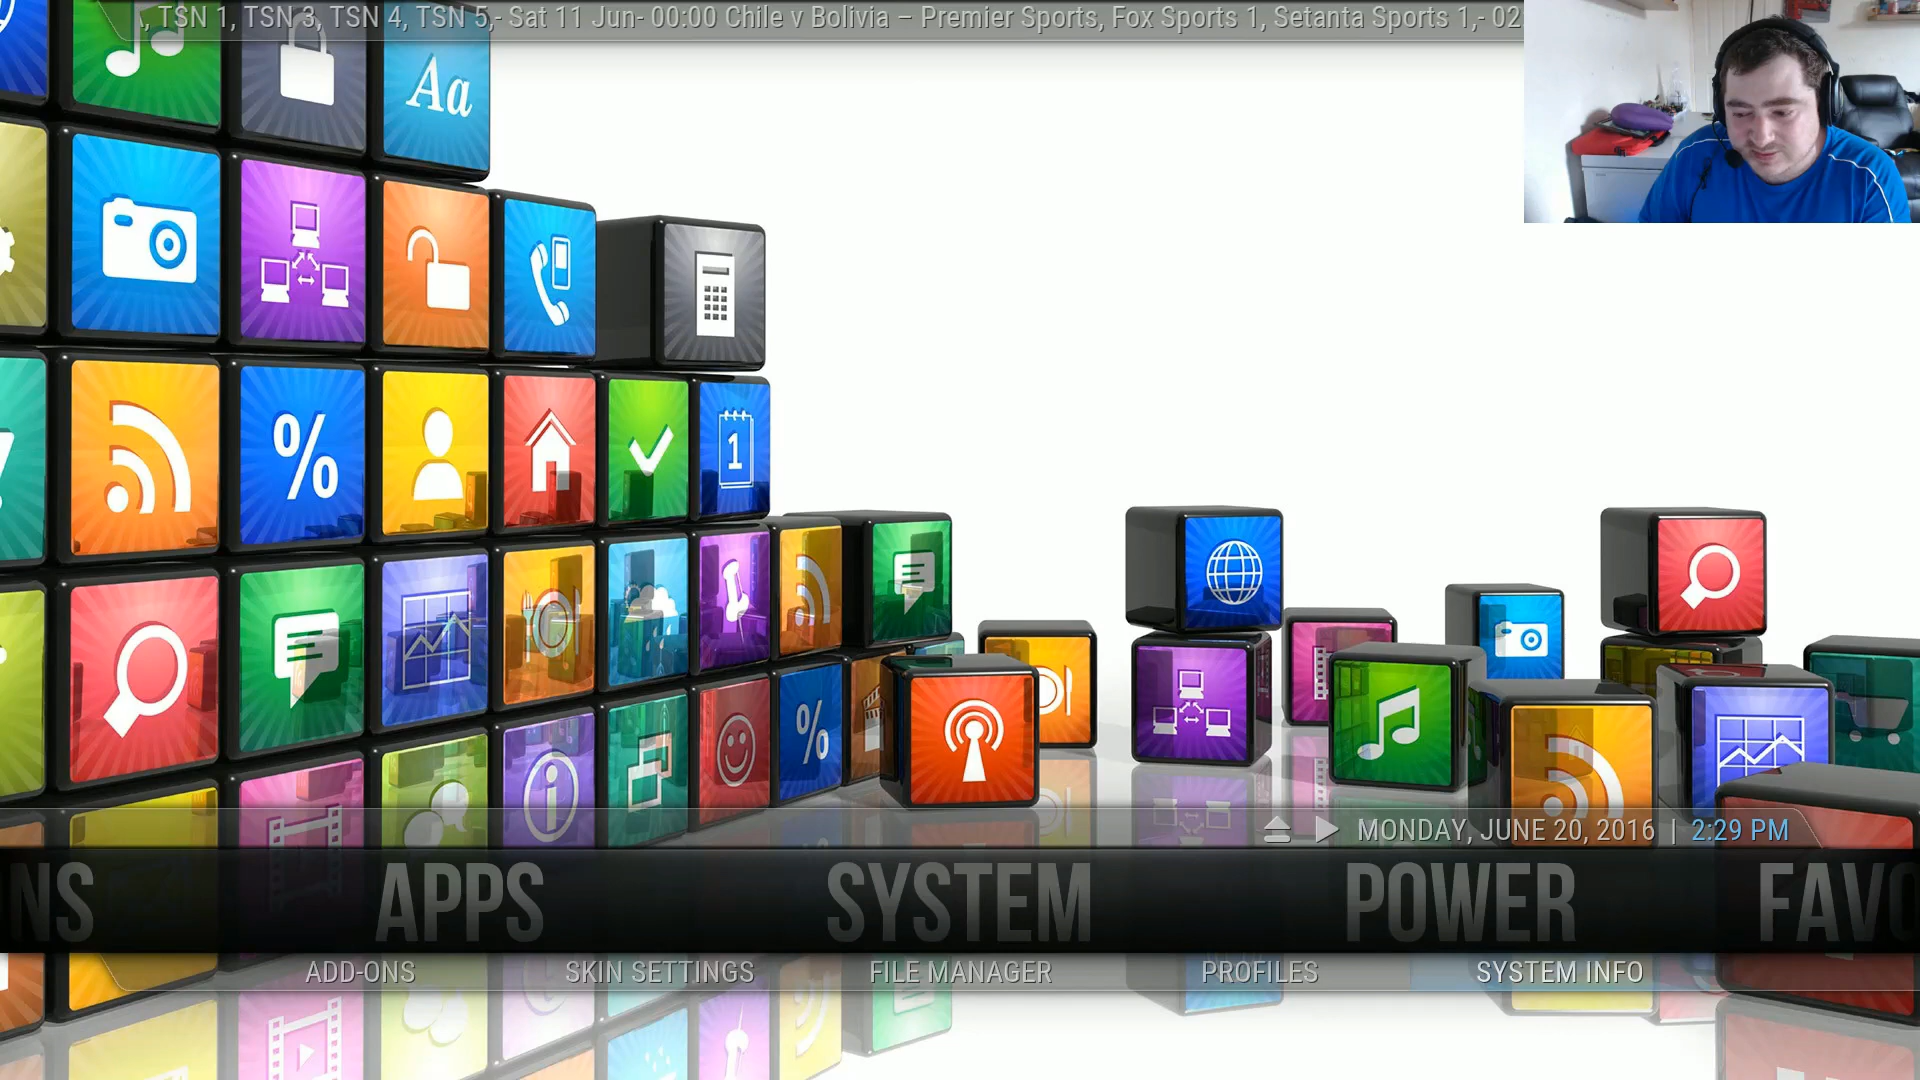 , TSN 1, TSN 3, TSN 4, TSN 5,- Sat 11 Jun- 00:00 Chile v Bolivia – Premier Sports, Fox Sports 1, Setanta Sports 1,- 02
Aa
%
1
%
i
MONDAY, JUNE 20, 2016 | 2:29 PM
NS APPS SYSTEM POWER FAVO
ADD-ONS SKIN SETTINGS FILE MANAGER PROFILES SYSTEM INFO